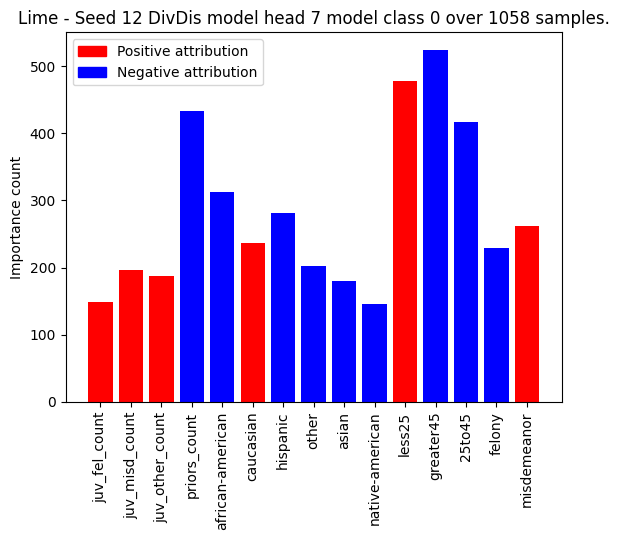 Lime - Seed 12 DivDis model head 7 model class 0 over 1058 samples.
Positive attribution
Negative attribution
Importance count
500
400
300
200
100
0
juv_fel_count
juv_misd_count
juv_other_count
priors_count
african-american
caucasian
hispanic
other
asian
native-american
less25
greater45
25to45
felony
misdemeanor